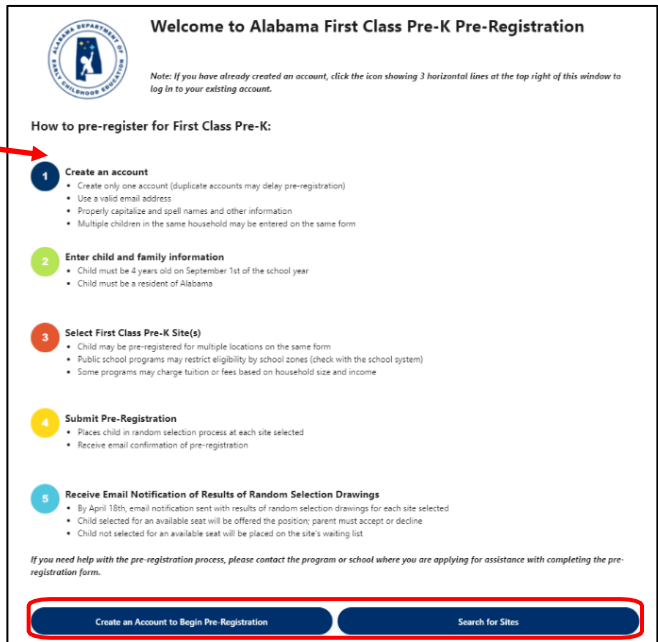 ALABAMA DEPARTMENT OF
EARLY CHILDHOOD EDUCATION
Welcome to Alabama First Class Pre-K Pre-Registration
Note: If you have already created an account, click the icon showing 3 horizontal lines at the top right of this window to
log in to your existing account.
How to pre-register for First Class Pre-K:
1
Create an account
• Create only one account (duplicate accounts may delay pre-registration)
• Use a valid email address
• Properly capitalize and spell names and other information
• Multiple children in the same household may be entered on the same form
2
Enter child and family information
• Child must be 4 years old on September 1st of the school year
• Child must be a resident of Alabama
3
Select First Class Pre-K Site(s)
• Child may be pre-registered for multiple locations on the same form
• Public school programs may restrict eligibility by school zones (check with the school system)
• Some programs may charge tuition or fees based on household size and income
4
Submit Pre-Registration
• Places child in random selection process at each site selected
• Receive email confirmation of pre-registration
5
Receive Email Notification of Results of Random Selection Drawings
• By April 18th, email notification sent with results of random selection drawings for each site selected
• Child selected for an available seat will be offered the position; parent must accept or decline
• Child not selected for an available seat will be placed on the site's waiting list
If you need help with the pre-registration process, please contact the program or school where you are applying for assistance with completing the pre-
registration form.
Create an Account to Begin Pre-Registration
Search for Sites